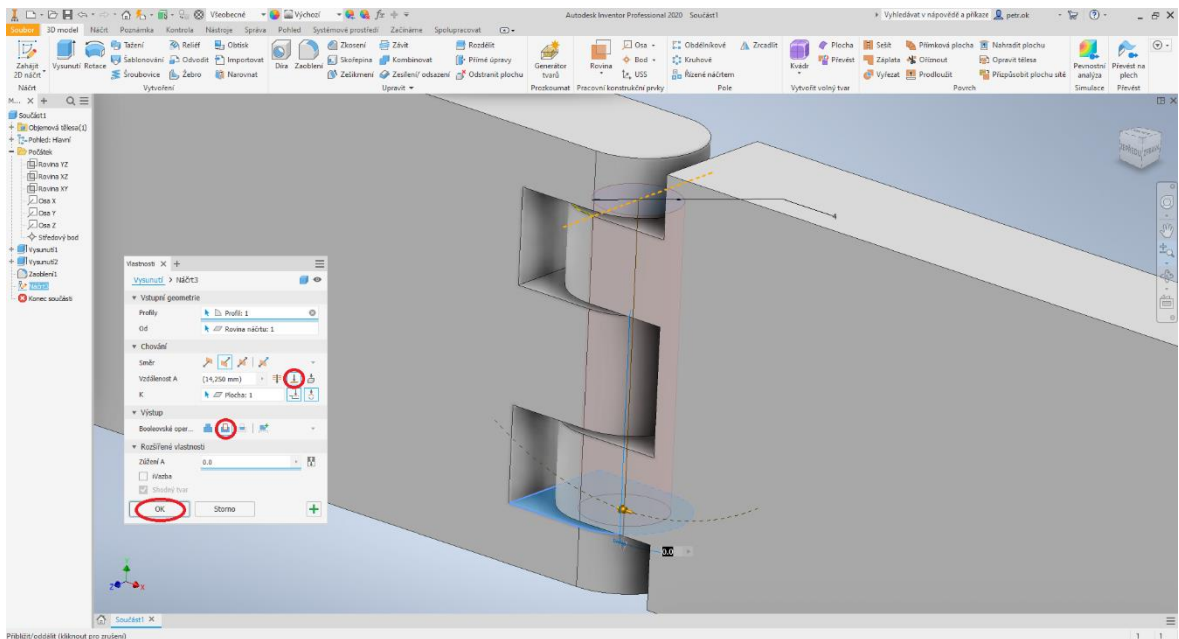 Všeobecné
Výchozí
Autodesk Inventor Professional 2020 Součást1
Vyhledávat v nápovědě a příkaze
petr.ok
Soubor 3D model Náčrt Poznámka Kontrola Nástroje Správa Pohled Systémové prostředí Začínáme Spolupracovat
Zahájit 2D náčrt
Vysunutí Rotace
Tažení Reliéf Obtisk
Šablonování Odvodit Importovat
Šroubovice Žebro Narovnat
Díra Zaoblení
Zkosení Závit Rozdělit
Skořepina Kombinovat Přímé úpravy
Zešikmení Zesílení/ odsazení Odstranit plochu
Generátor tvarů
Rovina
Osa
Bod
USS
Obdélníkové Zrcadlit
Kruhové
Řízené náčrtem
Kvádr
Plocha
Převést
Sešít Přímková plocha Nahradit plochu
Záplata Oříznout Opravit tělesa
Vyřezat Prodloužit Přizpůsobit plochu sítě
Pevnostní analýza
Převést na plech
Náčrt Vytvoření Upravit Prozkoumat Pracovní konstrukční prvky Pole Vytvořit volný tvar Povrch Simulace Převést
M...
Součást1
Objemová tělesa(1)
Pohled: Hlavní
Počátek
Rovina YZ
Rovina XZ
Rovina XY
Osa X
Osa Y
Osa Z
Středový bod
Vysunutí1
Vysunutí2
Zaoblení1
Náčrt3
Konec součásti
Vlastnosti
Vysunutí > Náčrt3
Vstupní geometrie
Profily Profil: 1
Od Rovina náčrtu: 1
Chování
Směr
Vzdálenost A (14,250 mm)
K Plocha: 1
Výstup
Booleovské oper...
Rozšířené vlastnosti
Zúžení A 0.0
iVazba
Shodný tvar
OK Storno
0.0
Z X
Součást1
Přiblížit/oddálit (kliknout pro zrušení)
1 1